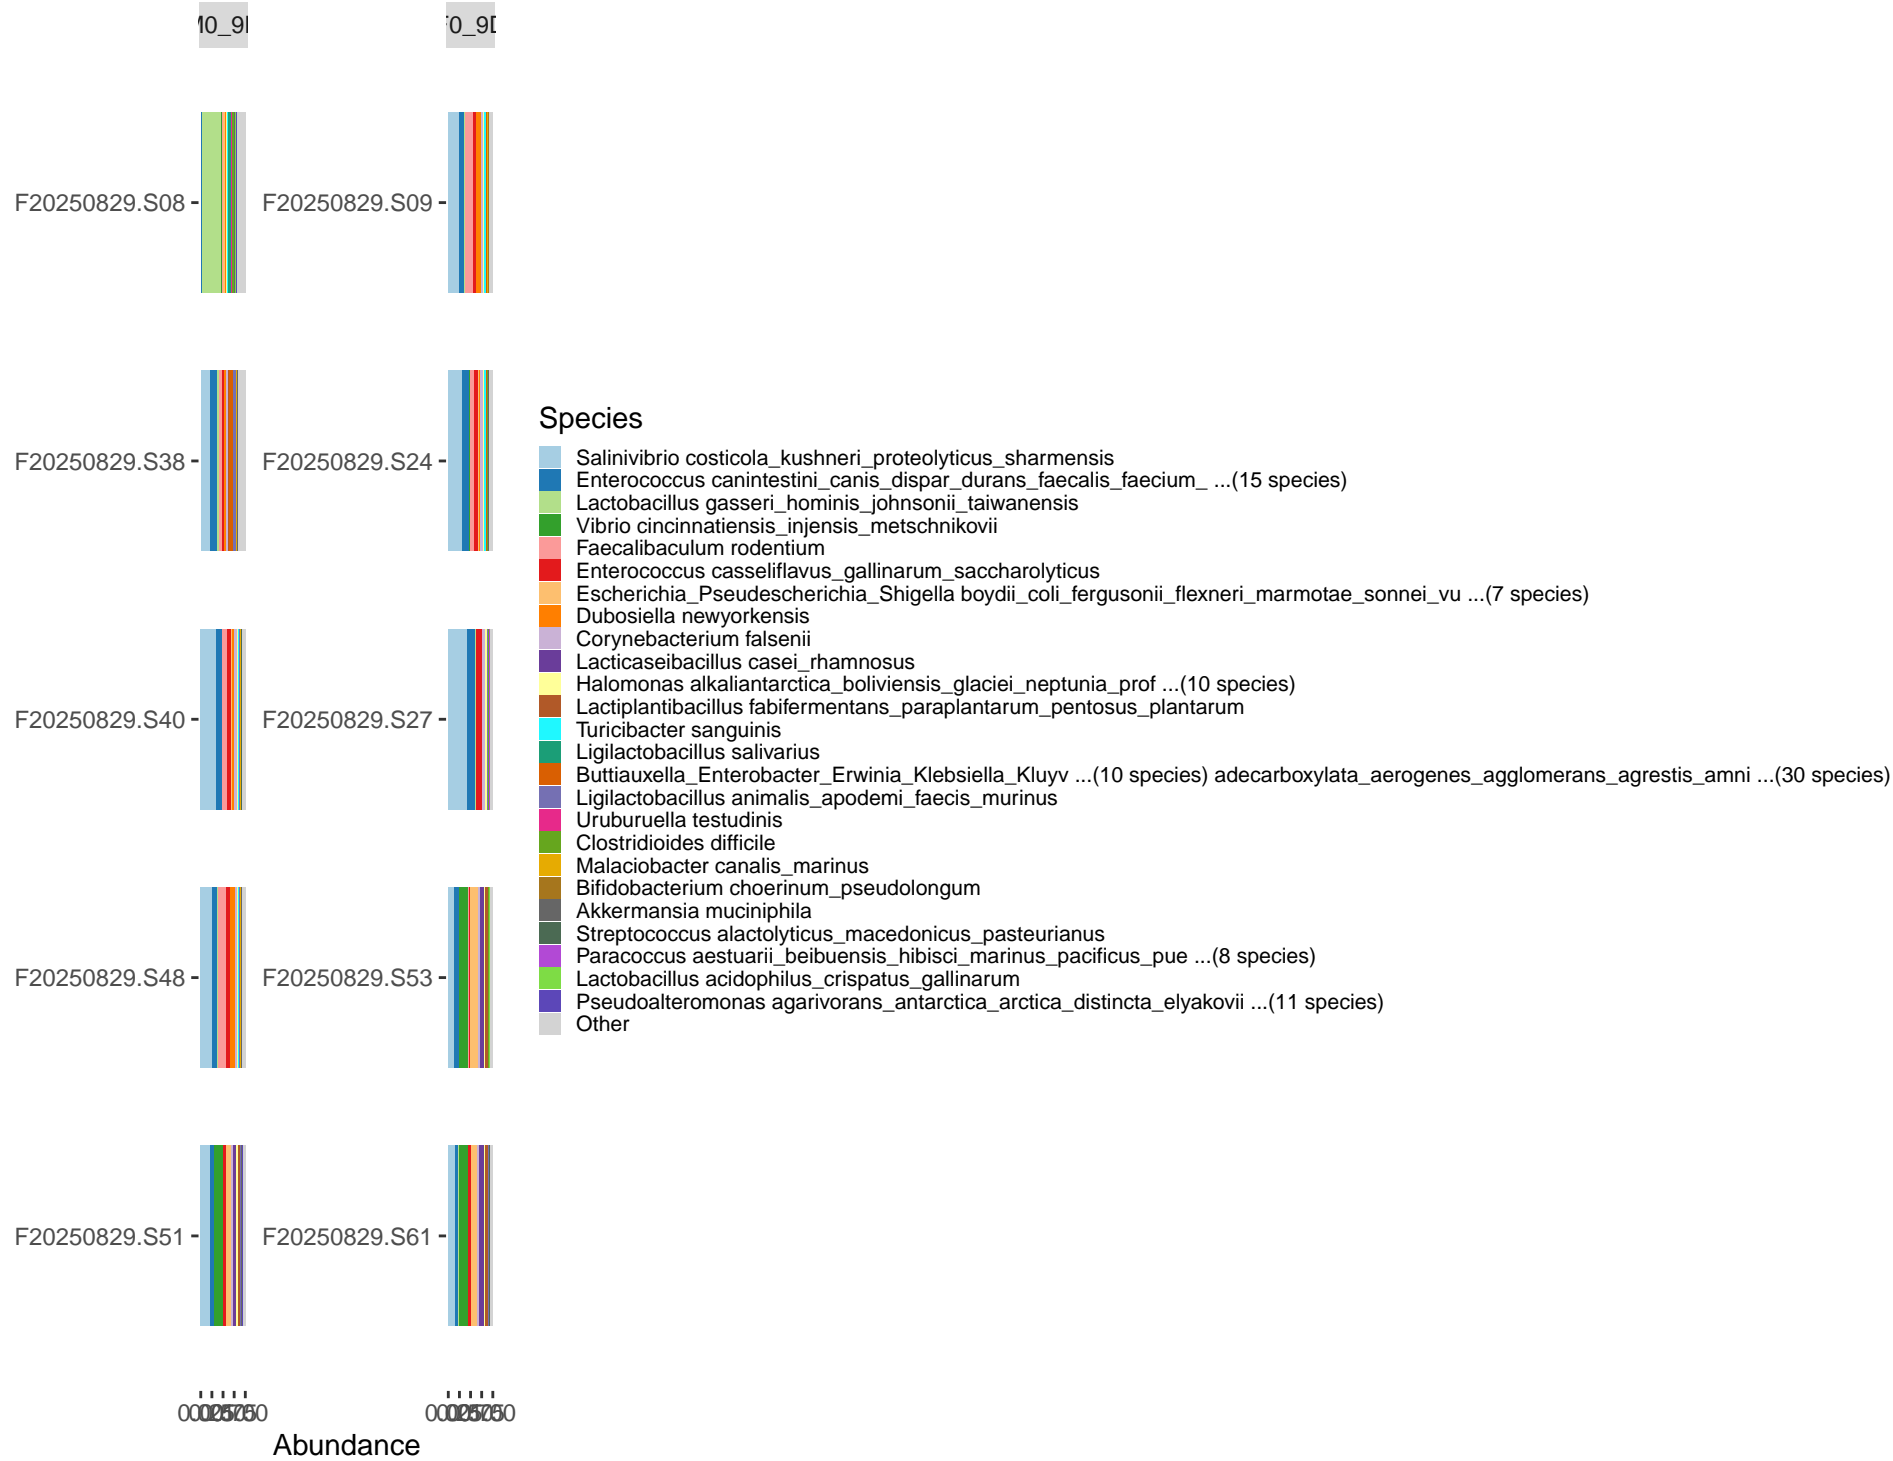 F20250829.S08
F20250829.S09
F20250829.S38
F20250829.S24
F20250829.S40
F20250829.S27
F20250829.S48
F20250829.S53
F20250829.S51
F20250829.S61
Abundance
Species
Salinivibrio costicola_kushneri_proteolyticus_sharmensis
Enterococcus canintestini_canis_dispar_durans_faecalis_faecium_ ...(15 species)
Lactobacillus gasseri_hominis_johnsonii_taiwanensis
Vibrio cincinnatiensis_injensis_metschnikovii
Faecalibaculum rodentium
Enterococcus casseliflavus_gallinarum_saccharolyticus
Escherichia_Pseudescherichia_Shigella boydii_coli_fergusonii_flexneri_marmotae_sonnei_vu ...(7 species)
Dubosiella newyorkensis
Corynebacterium falsenii
Lacticaseibacillus casei_rhamnosus
Halomonas alkaliantarctica_boliviensis_glaciei_neptunia_prof ...(10 species)
Lactiplantibacillus fabifermentans_paraplantarum_pentosus_plantarum
Turicibacter sanguinis
Ligilactobacillus salivarius
Buttiauxella_Enterobacter_Erwinia_Klebsiella_Kluyv ...(10 species) adecarboxylata_aerogenes_agglomerans_agrestis_amni ...(30 species)
Ligilactobacillus animalis_apodemi_faecis_murinus
Uruburuella testudinis
Clostridioides difficile
Malaciobacter canalis_marinus
Bifidobacterium choerinum_pseudolongum
Akkermansia muciniphila
Streptococcus alactolyticus_macedonicus_pasteurianus
Paracoccus aestuarii_beibuensis_hibisci_marinus_pacificus_pue ...(8 species)
Lactobacillus acidophilus_crispatus_gallinarum
Pseudoalteromonas agarivorans_antarctica_arctica_distincta_elyakovii ...(11 species)
Other